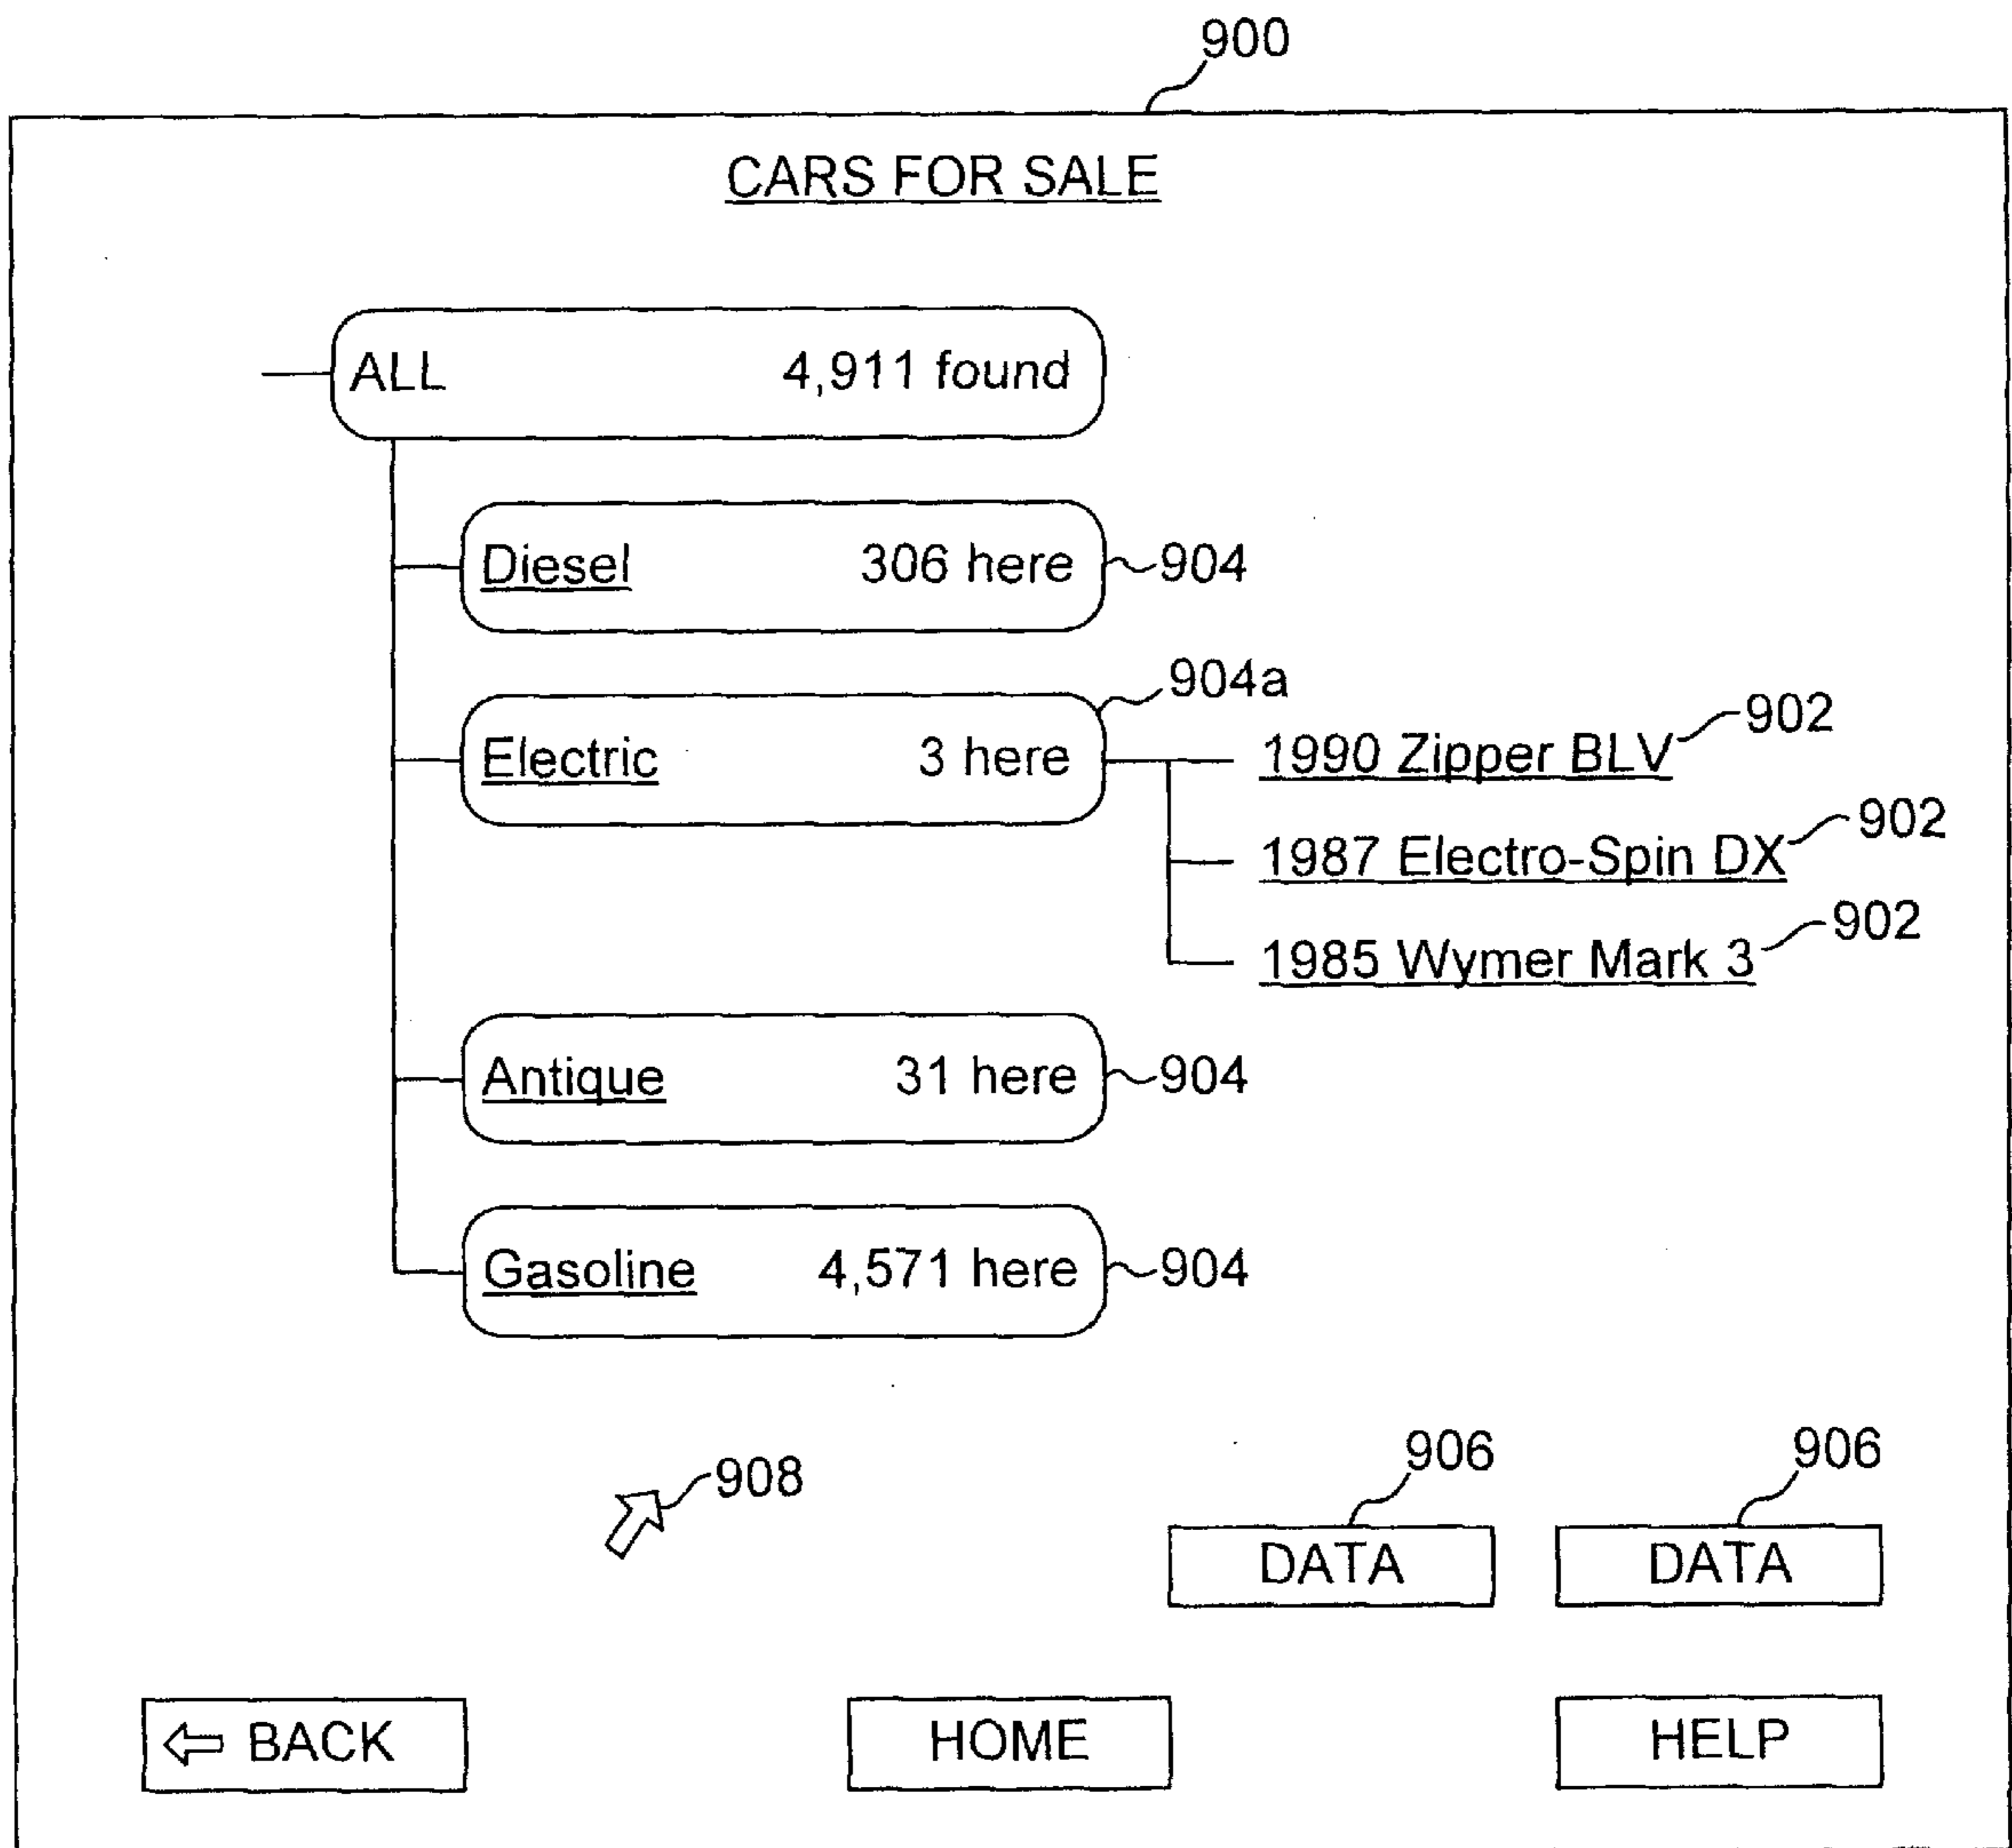 900
CARS FOR SALE
ALL 4,911 found
Diesel 306 here 904
904a
Electric 3 here
1990 Zipper BLV 902
1987 Electro-Spin DX 902
1985 Wymer Mark 3 902
Antique 31 here 904
Gasoline 4,571 here 904
908
906 906
DATA DATA
BACK HOME HELP